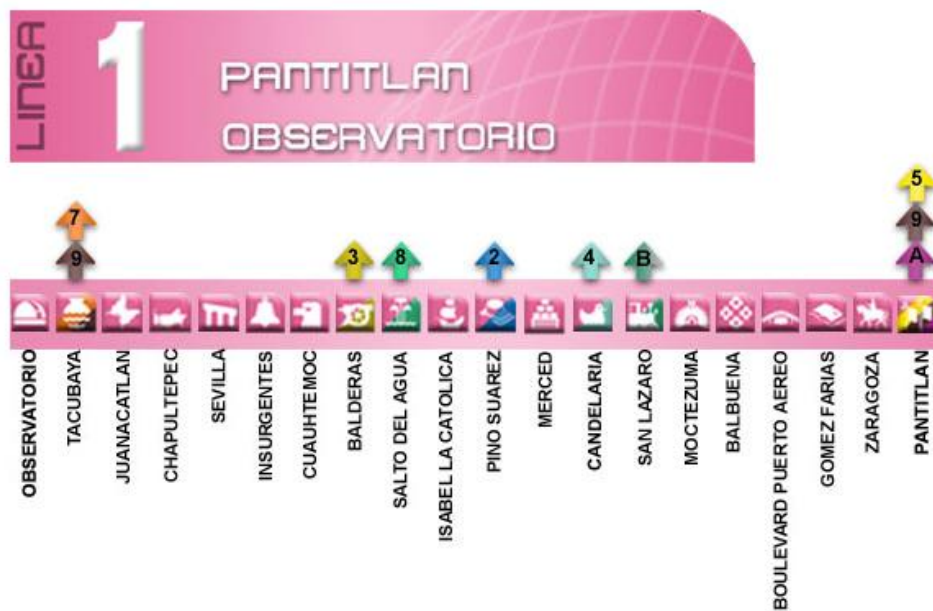 LINEA
1
PANTITLAN
OBSERVATORIO
7
9
3
8
2
4
B
5
9
A
OBSERVATORIO
TACUBAYA
JUANACATLAN
CHAPULTEPEC
SEVILLA
INSURGENTES
CUAUHTEMOC
BALDERAS
SALTO DEL AGUA
ISABEL LA CATOLICA
PINO SUAREZ
MERCED
CANDELARIA
SAN LAZARO
MOCTEZUMA
BALBUENA
BOULEVARD PUERTO AEREO
GOMEZ FARIAS
ZARAGOZA
PANTITLAN